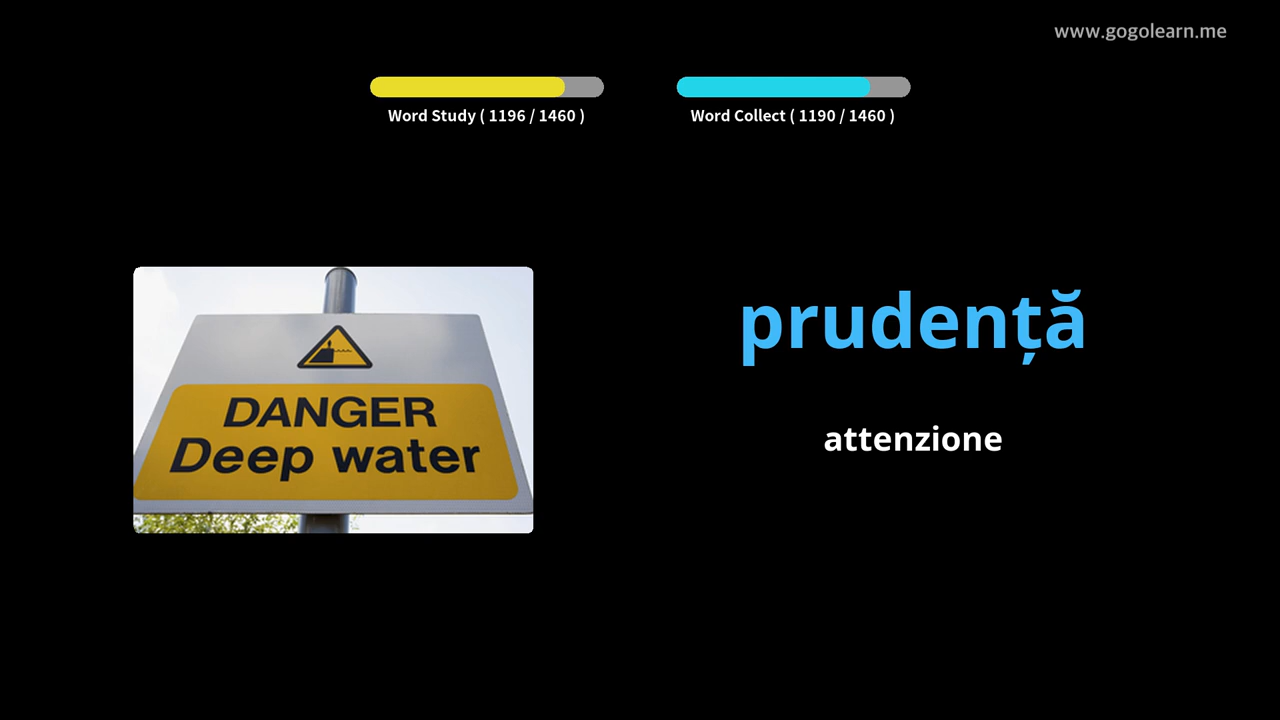 www.gogolearn.me
Word Study ( 1196 / 1460 )
Word Collect ( 1190 / 1460 )
DANGER
Deep water
prudență
attenzione